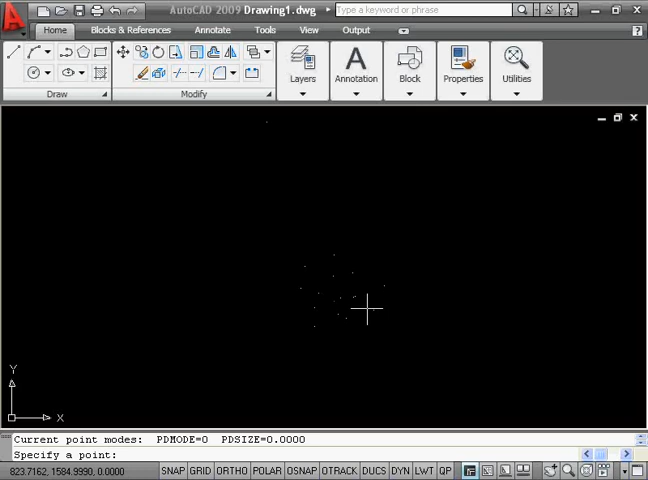 AutoCAD 2009 Drawing1.dwg Type a keyword or phrase
Home Blocks & References Annotate Tools View Output
Layers Annotation Block Properties Utilities
Draw Modify
Y
X
Current point modes: PDMODE=0 PDSIZE=0.0000
Specify a point:
823.7162, 1584.9990, 0.0000 SNAP GRID ORTHO POLAR OSNAP OTRACK DUCS DYN LWT QP